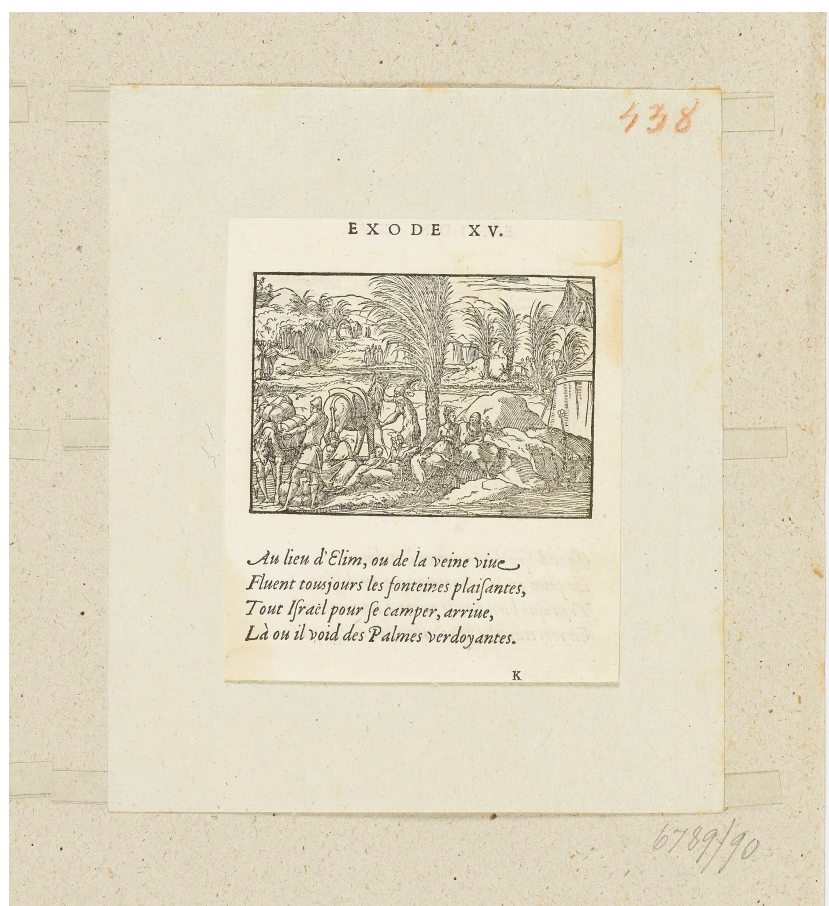 438
EXODE XV.
Au lieu d'Elim, ou de la veine viue
Fluent tousjours les fonteines plaiſantes,
Tout Iſraël pour ſe camper, arriue,
Là ou il void des Palmes verdoyantes.
K
6789/90